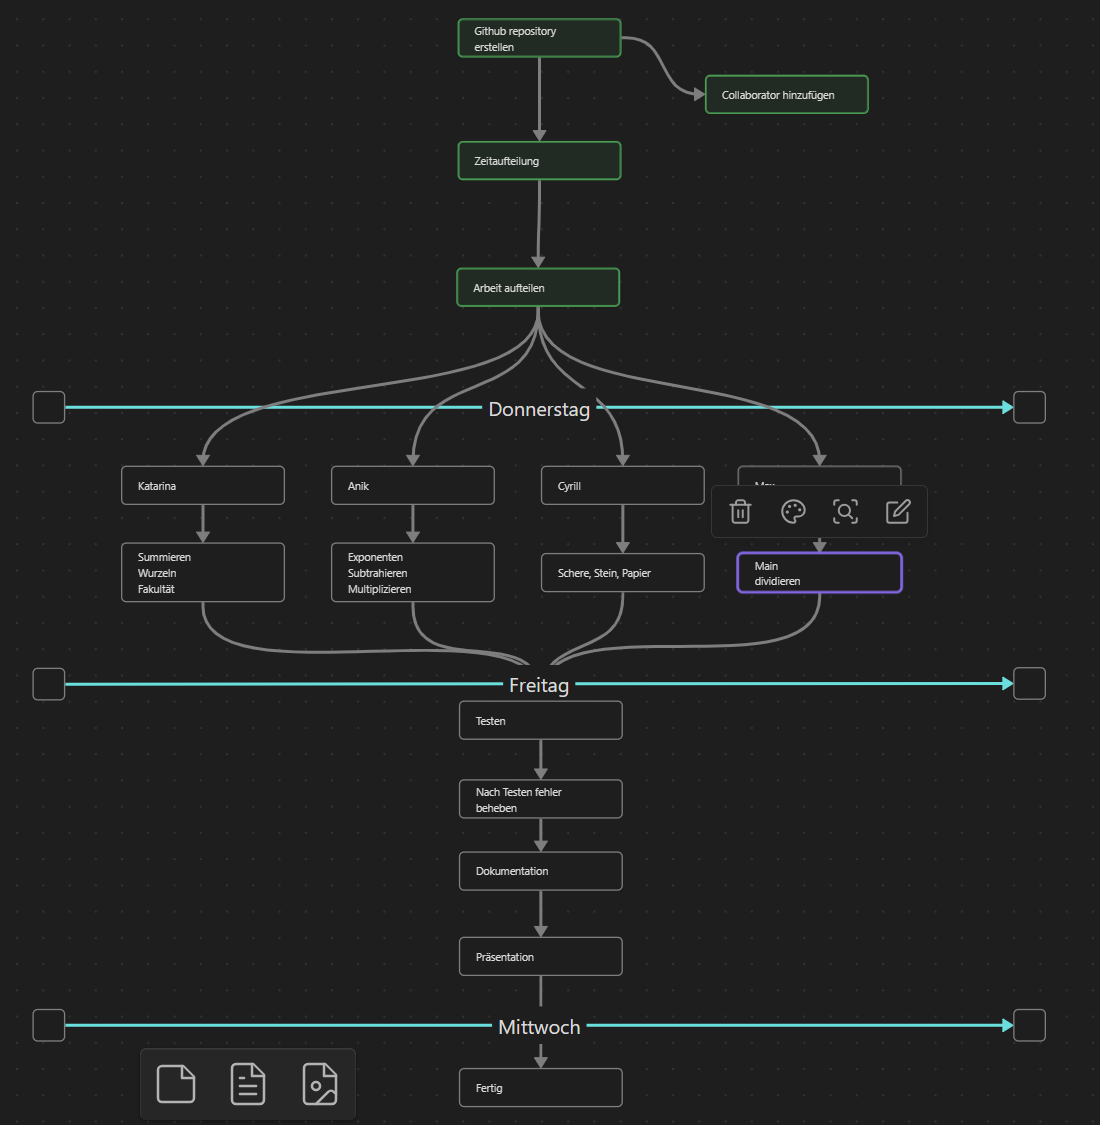 Github repository
erstellen
Collaborator hinzufügen
Zeitaufteilung
Arbeit aufteilen
Donnerstag
Katarina
Anik
Cyrill
Summieren
Wurzeln
Fakultät
Exponenten
Subtrahieren
Multiplizieren
Schere, Stein, Papier
Main
dividieren
Freitag
Testen
Nach Testen fehler
beheben
Dokumentation
Präsentation
Mittwoch
Fertig